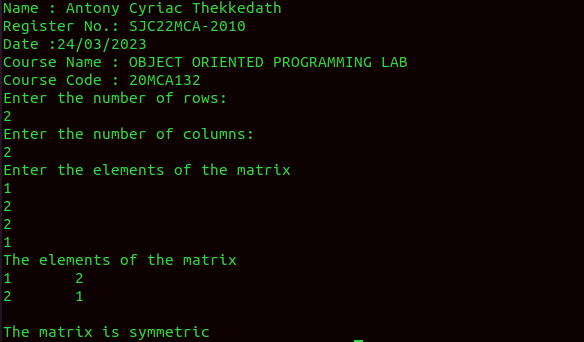 Name : Antony Cyriac Thekkedath
Register No.: SJC22MCA-2010
Date :24/03/2023
Course Name : OBJECT ORIENTED PROGRAMMING LAB
Course Code : 20MCA132
Enter the number of rows:
2
Enter the number of columns:
2
Enter the elements of the matrix
1
2
2
1
The elements of the matrix
1       2
2       1
The matrix is symmetric